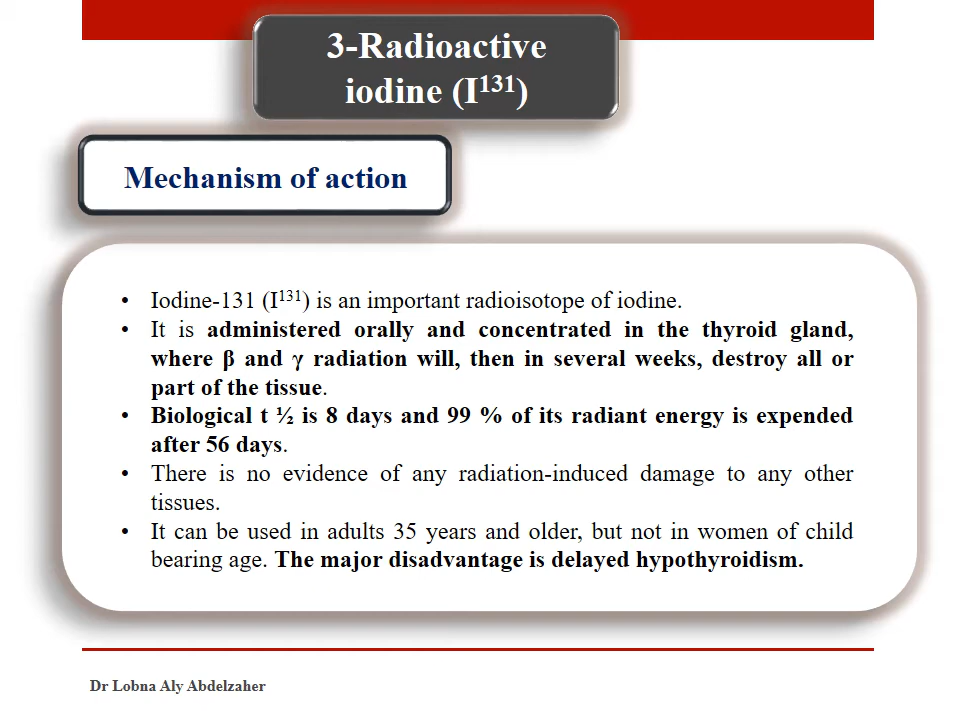 3-Radioactive
iodine (I¹³¹)
Mechanism of action
• Iodine-131 (I¹³¹) is an important radioisotope of iodine.
• It is administered orally and concentrated in the thyroid gland,
where β and γ radiation will, then in several weeks, destroy all or
part of the tissue.
• Biological t ½ is 8 days and 99 % of its radiant energy is expended
after 56 days.
• There is no evidence of any radiation-induced damage to any other
tissues.
• It can be used in adults 35 years and older, but not in women of child
bearing age. The major disadvantage is delayed hypothyroidism.
Dr Lobna Aly Abdelzaher